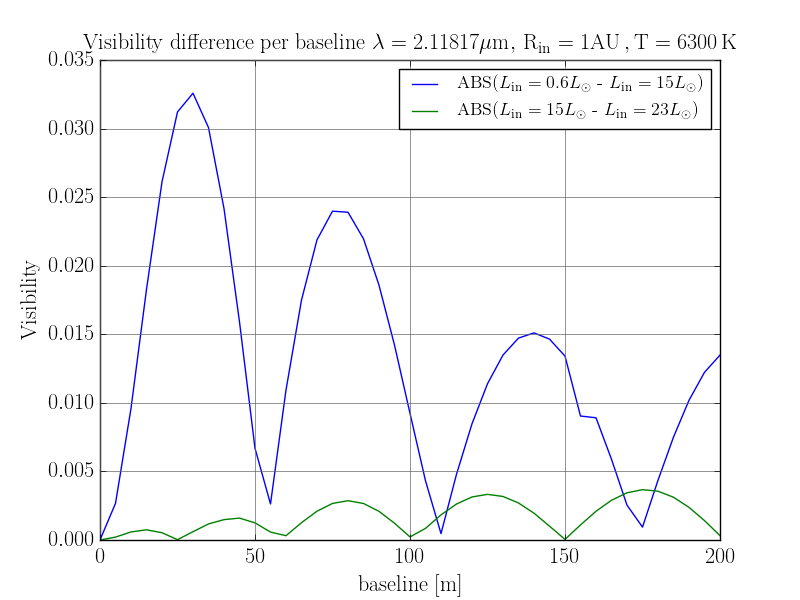 Visibility difference per baseline λ = 2.11817μm, R_in = 1AU , T = 6300 K
ABS(L_in = 0.6L_⊙ - L_in = 15L_⊙)
ABS(L_in = 15L_⊙ - L_in = 23L_⊙)
0.035
0.030
0.025
0.020
0.015
0.010
0.005
0.000
Visibility
0 50 100 150 200
baseline [m]